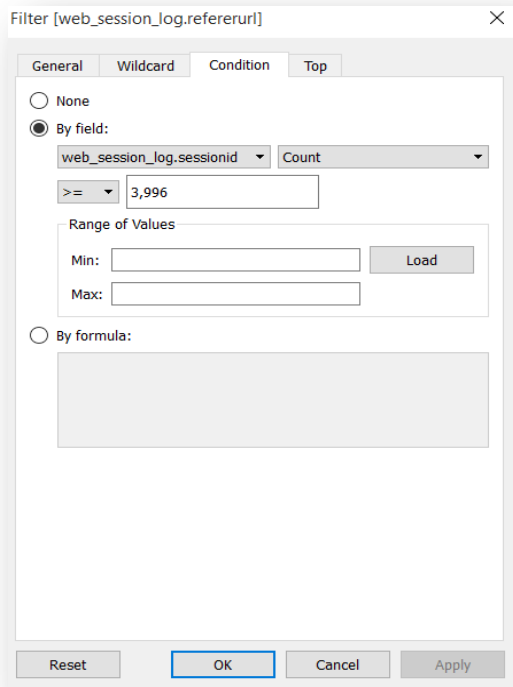 Filter [web_session_log.refererurl]
General Wildcard Condition Top
None
By field:
web_session_log.sessionid Count
>= 3,996
Range of Values
Min: Load
Max:
By formula:
Reset OK Cancel Apply